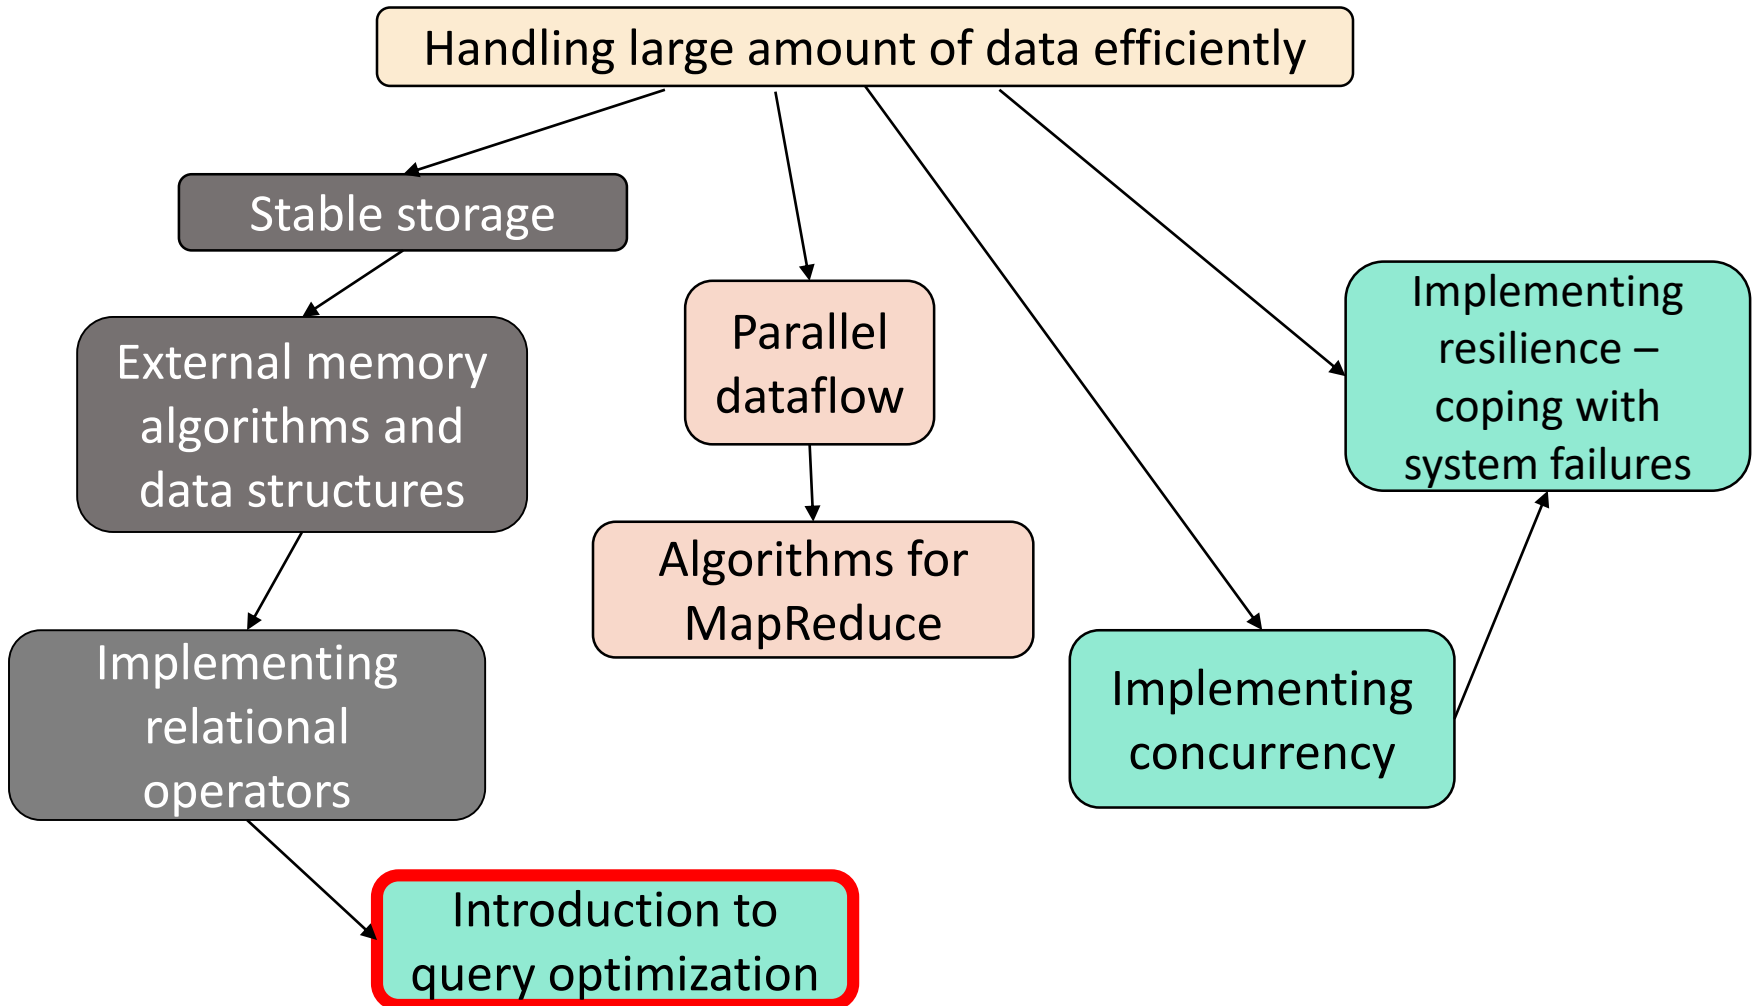 Handling large amount of data efficiently
Stable storage
External memory
algorithms and
data structures
Implementing
relational
operators
Introduction to
query optimization
Parallel
dataflow
Algorithms for
MapReduce
Implementing
concurrency
Implementing
resilience –
coping with
system failures